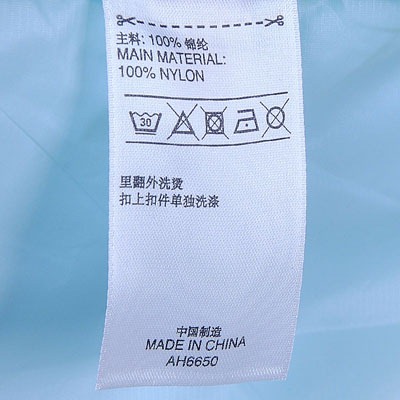 主料: 100% 锦纶
MAIN MATERIAL:
100% NYLON
30
里翻外洗烫
扣上扣件单独洗涤
中国制造
MADE IN CHINA
AH6650